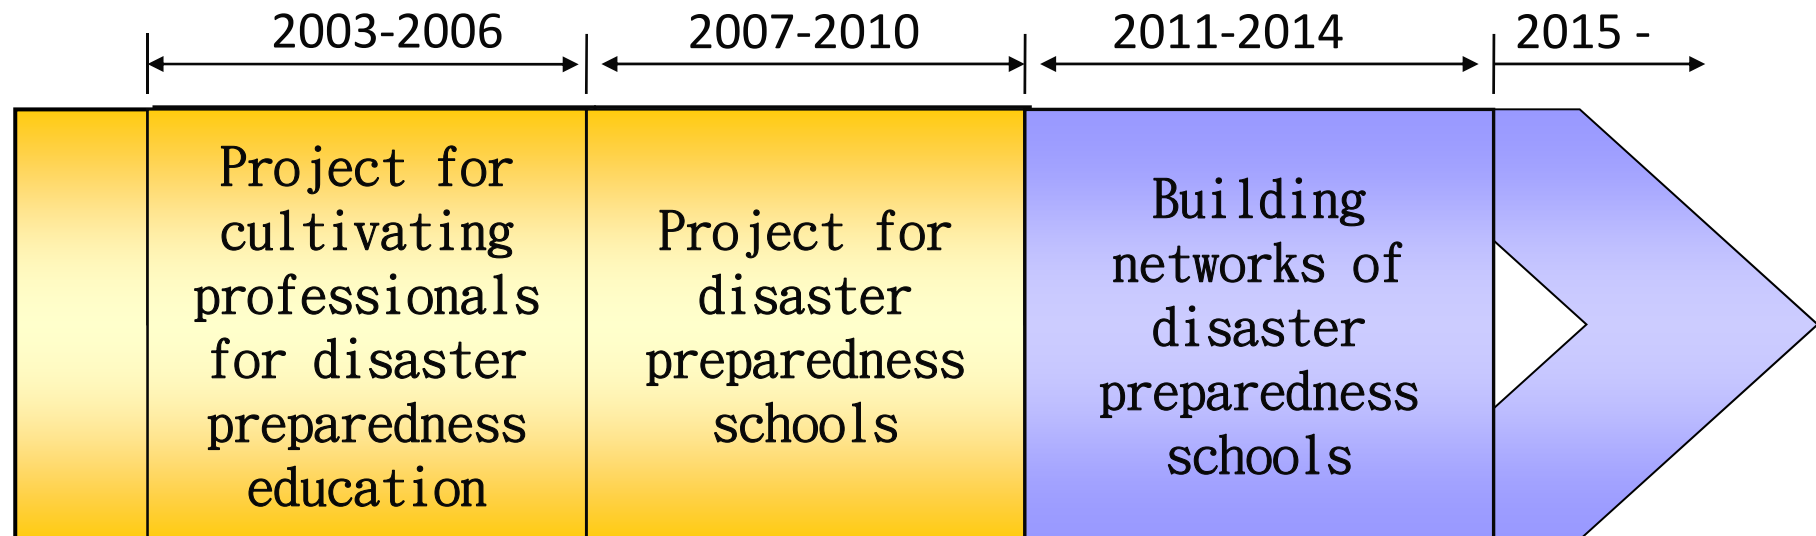 2003-2006
2007-2010
2011-2014
2015 -
Project for
cultivating
professionals
for disaster
preparedness
education
Project for
disaster
preparedness
schools
Building
networks of
disaster
preparedness
schools